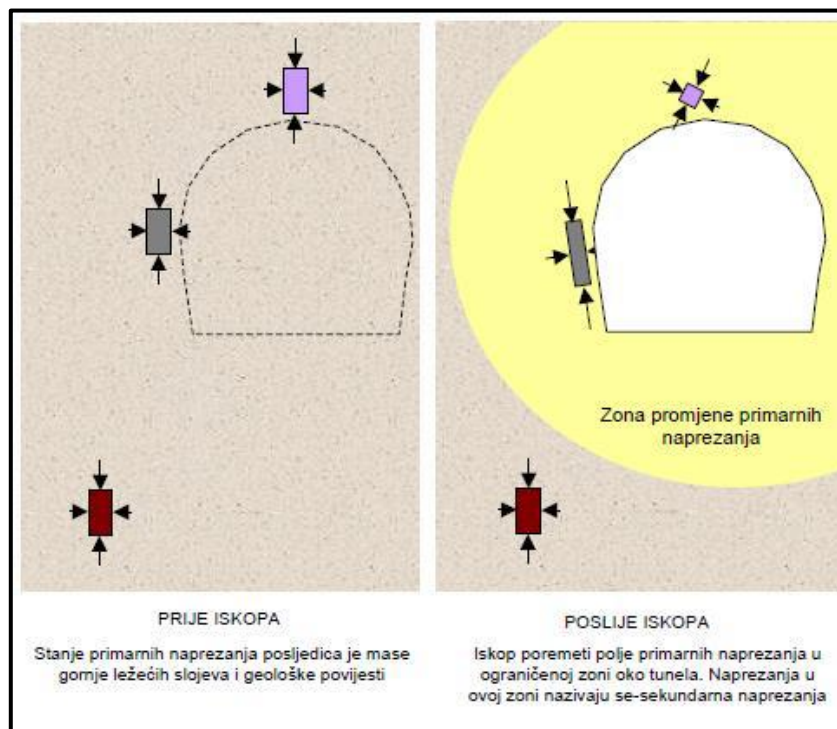 Zona promjene primarnih
naprezanja
PRIJE ISKOPA
Stanje primarnih naprezanja posljedica je mase
gornje ležećih slojeva i geološke povijesti
POSLIJE ISKOPA
Iskop poremeti polje primarnih naprezanja u
ograničenoj zoni oko tunela. Naprezanja u
ovoj zoni nazivaju se-sekundarna naprezanja